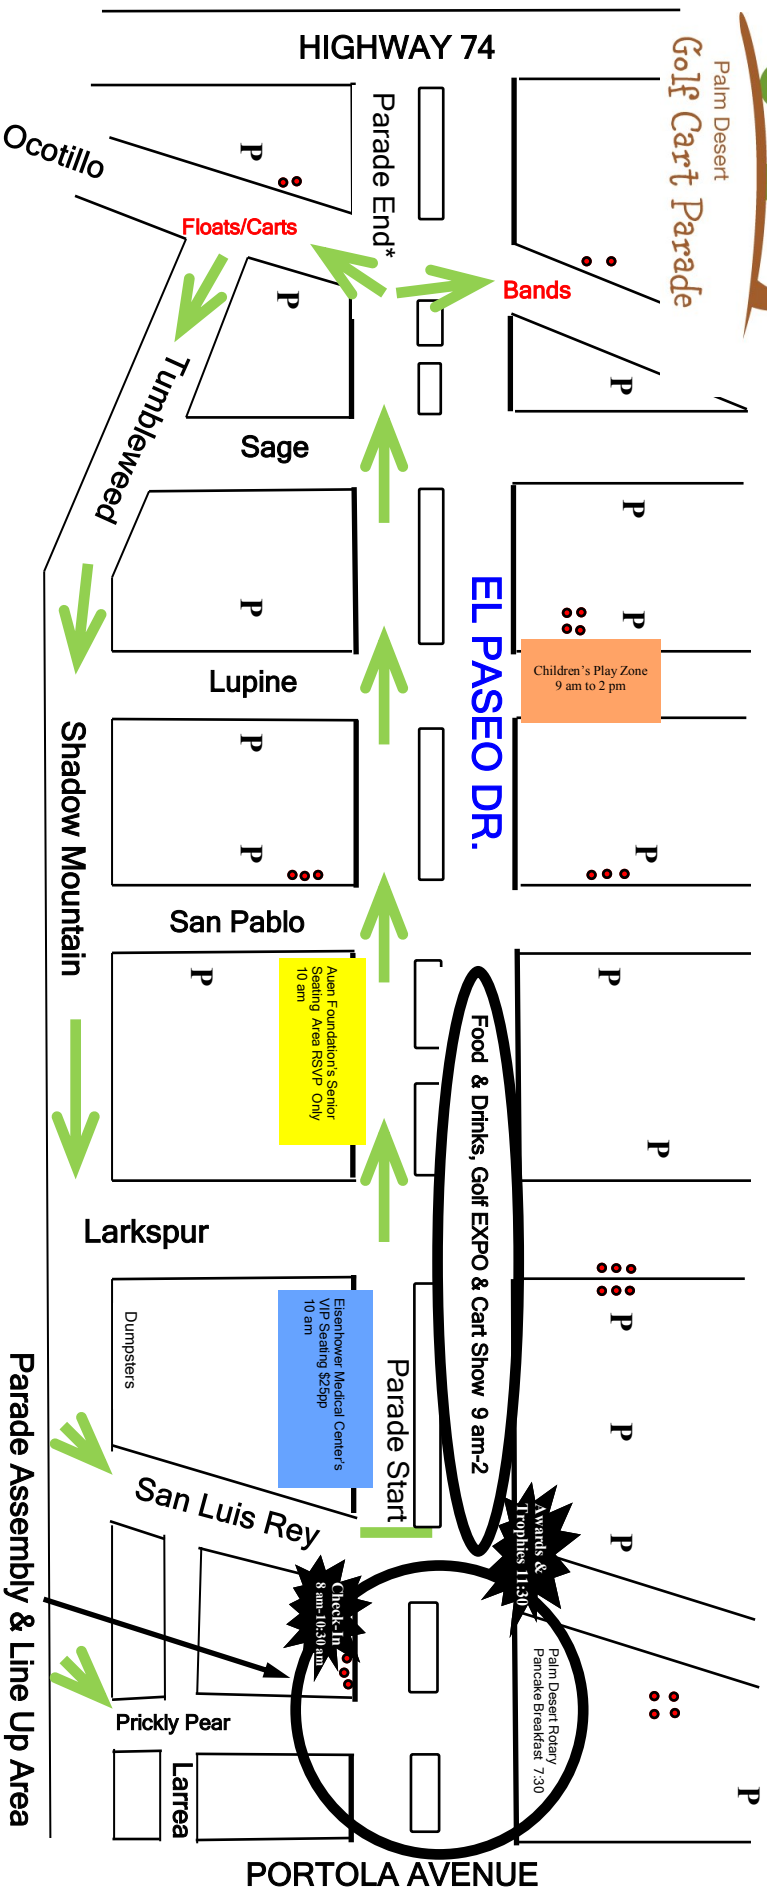 HIGHWAY 74
Palm Desert
Golf Cart Parade
P
Ocotillo
Parade End*
Floats/Carts
Bands
P
P
Tumbleweed
Sage
P
P
P
EL PASEO DR.
Children's Play Zone
9 am to 2 pm
Lupine
Shadow Mountain
P
P
P
San Pablo
P
P
Auen Foundation's Senior
Seating Area RSVP Only
10 am
Food & Drinks, Golf EXPO & Cart Show 9 am-2
P
Larkspur
Eisenhower Medical Center's
VIP Seating $25pp
10 am
Dumpsters
P
P
P
Parade Start
San Luis Rey
Awards &
Trophies 11:30
Check-In
8 am-10:30 am
Parade Assembly & Line Up Area
Palm Desert Rotary
Pancake Breakfast 7:30
Prickly Pear
Larrea
P
PORTOLA AVENUE